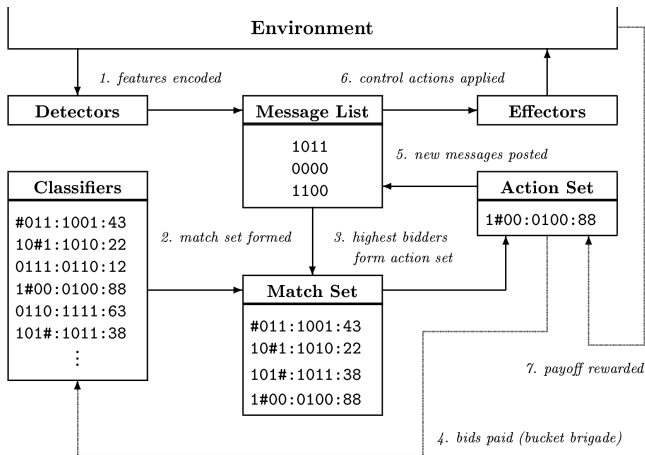 Environment
1. features encoded
6. control actions applied
Detectors
Message List
Effectors
1011
0000
1100
5. new messages posted
Classifiers
#011:1001:43
10#1:1010:22
0111:0110:12
1#00:0100:88
0110:1111:63
101#:1011:38
⋮
2. match set formed
3. highest bidders
form action set
Action Set
1#00:0100:88
Match Set
#011:1001:43
10#1:1010:22
101#:1011:38
1#00:0100:88
7. payoff rewarded
4. bids paid (bucket brigade)